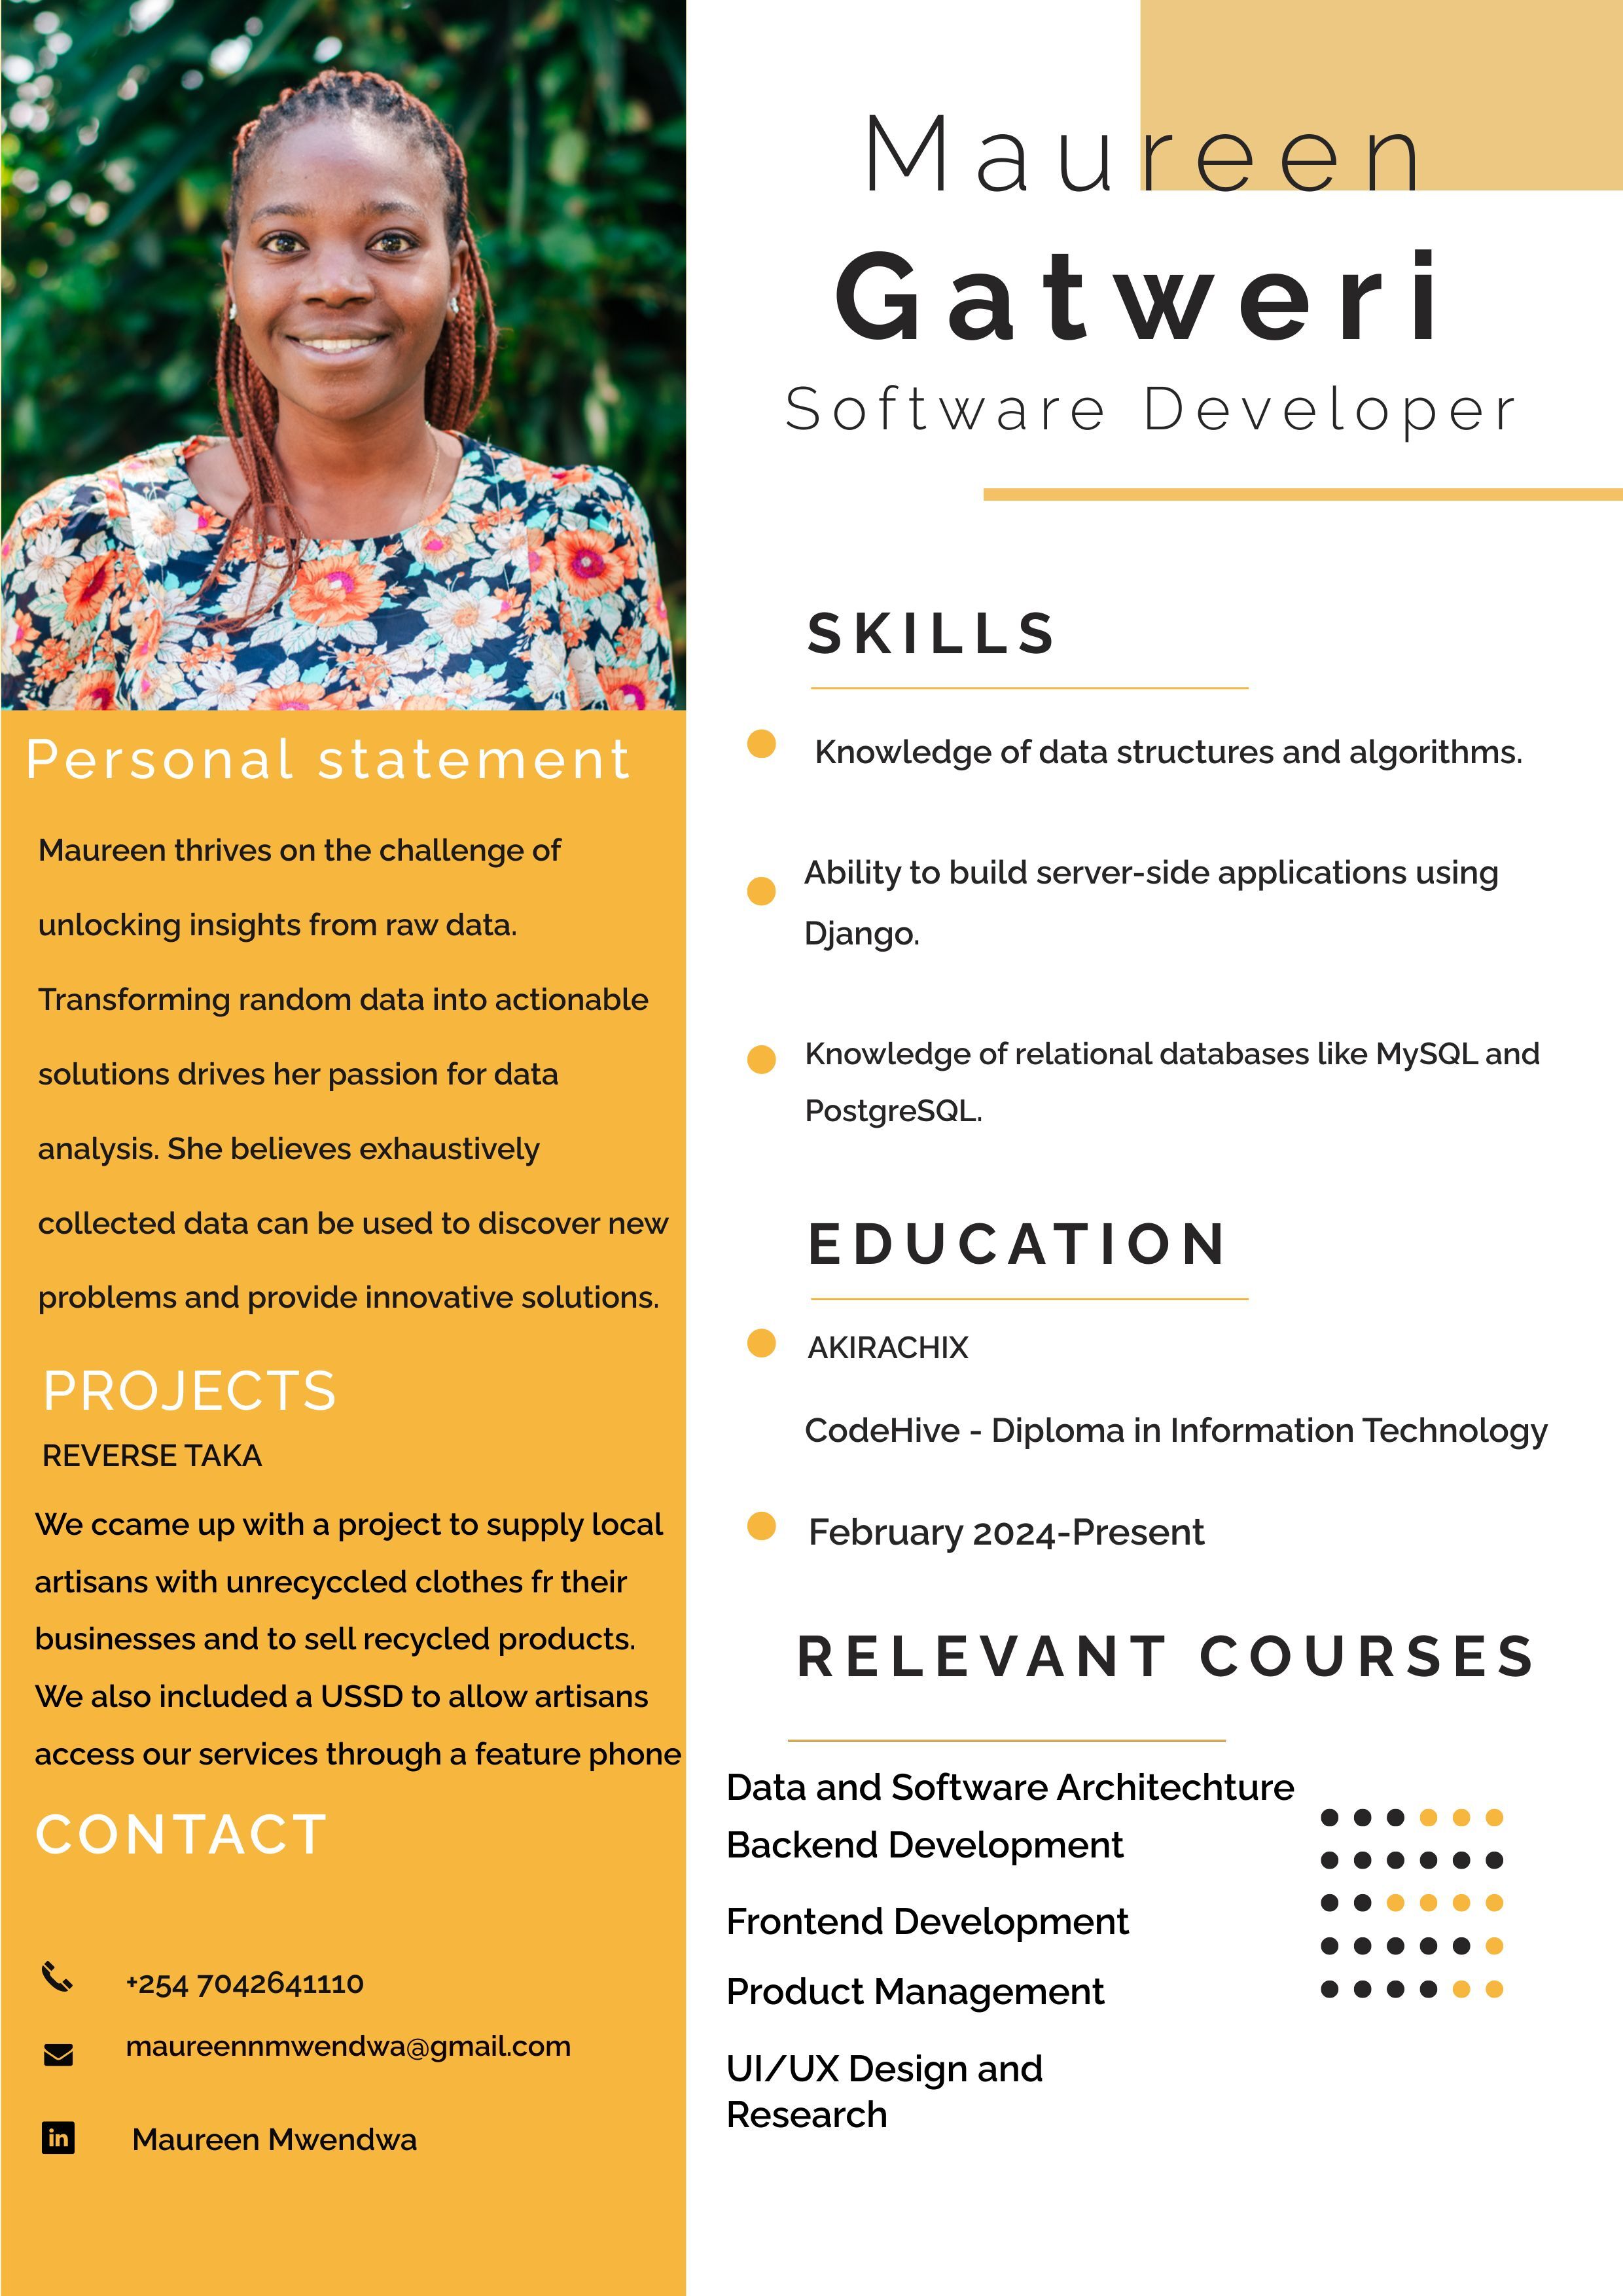 Maureen
Gatweri
Software Developer
Personal statement
Maureen thrives on the challenge of
unlocking insights from raw data.
Transforming random data into actionable
solutions drives her passion for data
analysis. She believes exhaustively
collected data can be used to discover new
problems and provide innovative solutions.
PROJECTS
REVERSE TAKA
We ccame up with a project to supply local
artisans with unrecyccled clothes fr their
businesses and to sell recycled products.
We also included a USSD to allow artisans
access our services through a feature phone
CONTACT
+254 7042641110
maureennmwendwa@gmail.com
in
Maureen Mwendwa
SKILLS
Knowledge of data structures and algorithms.
Ability to build server-side applications using
Django.
Knowledge of relational databases like MySQL and
PostgreSQL.
EDUCATION
AKIRACHIX
CodeHive - Diploma in Information Technology
February 2024-Present
RELEVANT COURSES
Data and Software Architechture
Backend Development
Frontend Development
Product Management
UI/UX Design and
Research